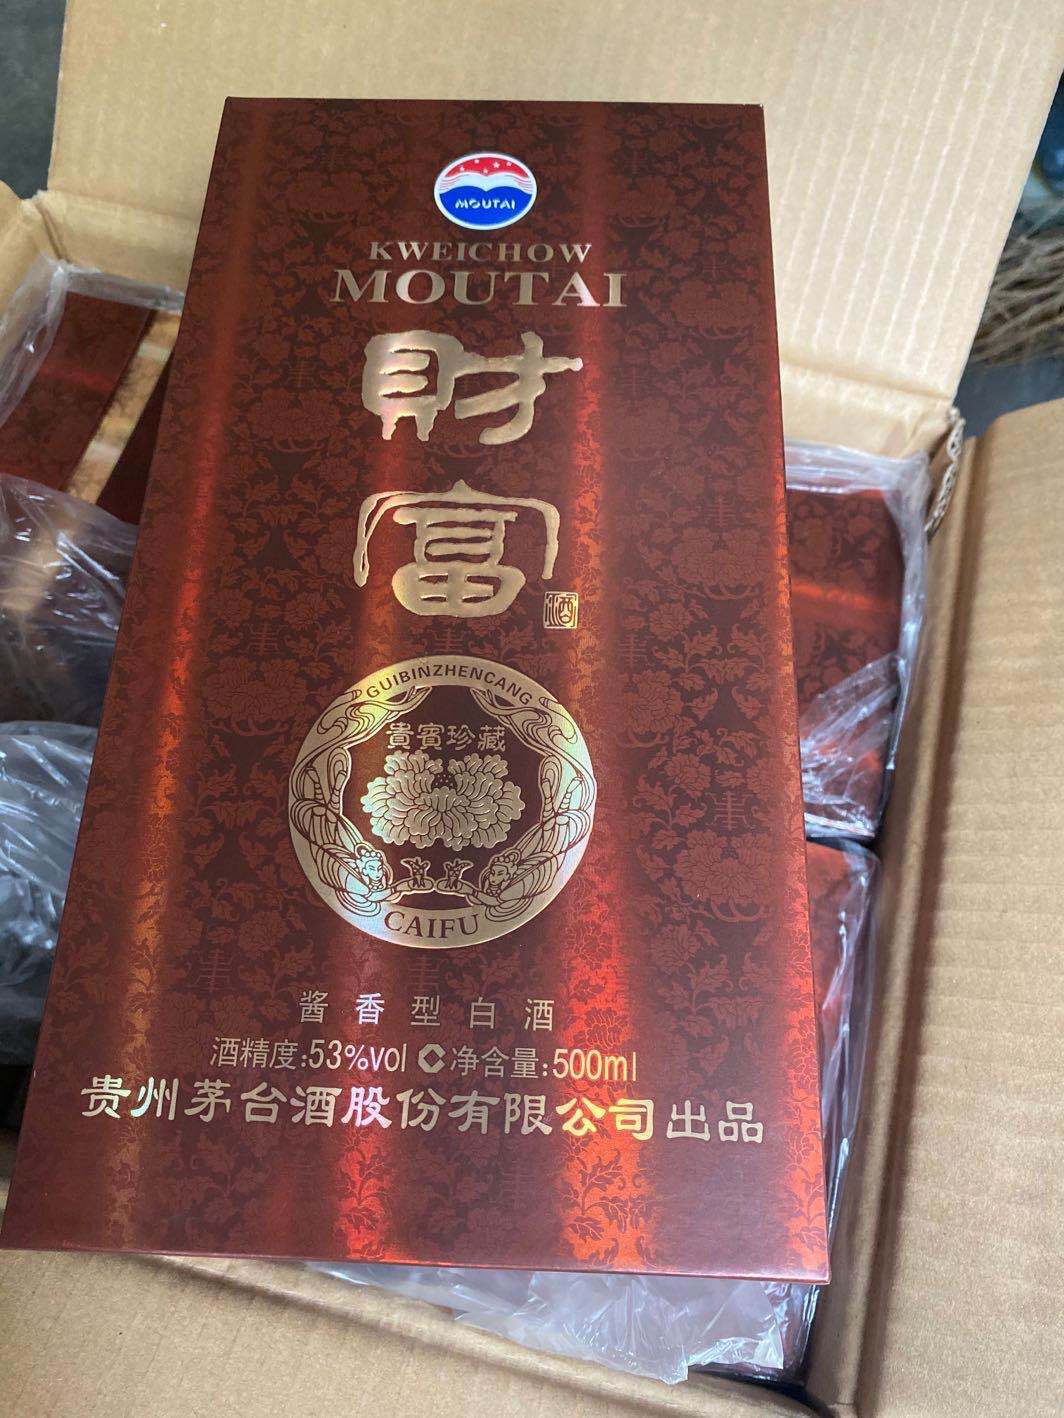 MOUTAI
KWEICHOW
MOUTAI
財
富
酒
GUIBINZHENCANG
貴賓珍藏
CAIFU
酱香型白酒
酒精度:53%vol 净含量:500ml
贵州茅台酒股份有限公司出品